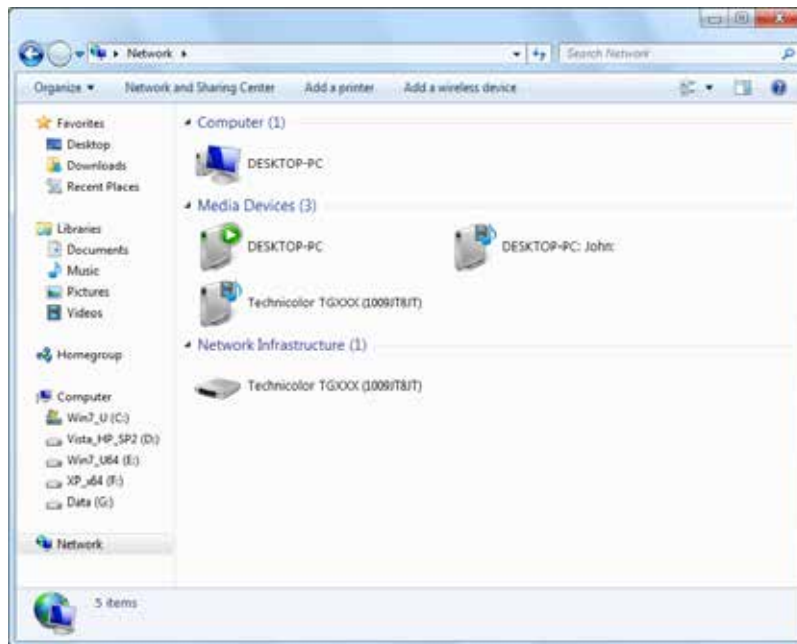 Network
Search Network
Organize
Network and Sharing Center
Add a printer
Add a wireless device
Favorites
Desktop
Downloads
Recent Places
Libraries
Documents
Music
Pictures
Videos
Homegroup
Computer
Win7_U (C:)
Vista_HP_SP2 (D:)
Win7_U64 (E:)
XP_x64 (F:)
Data (G:)
Network
Computer (1)
DESKTOP-PC
Media Devices (3)
DESKTOP-PC
DESKTOP-PC: John:
Technicolor TGXXX (1009JT8JT)
Network Infrastructure (1)
Technicolor TGXXX (1009JT8JT)
5 items